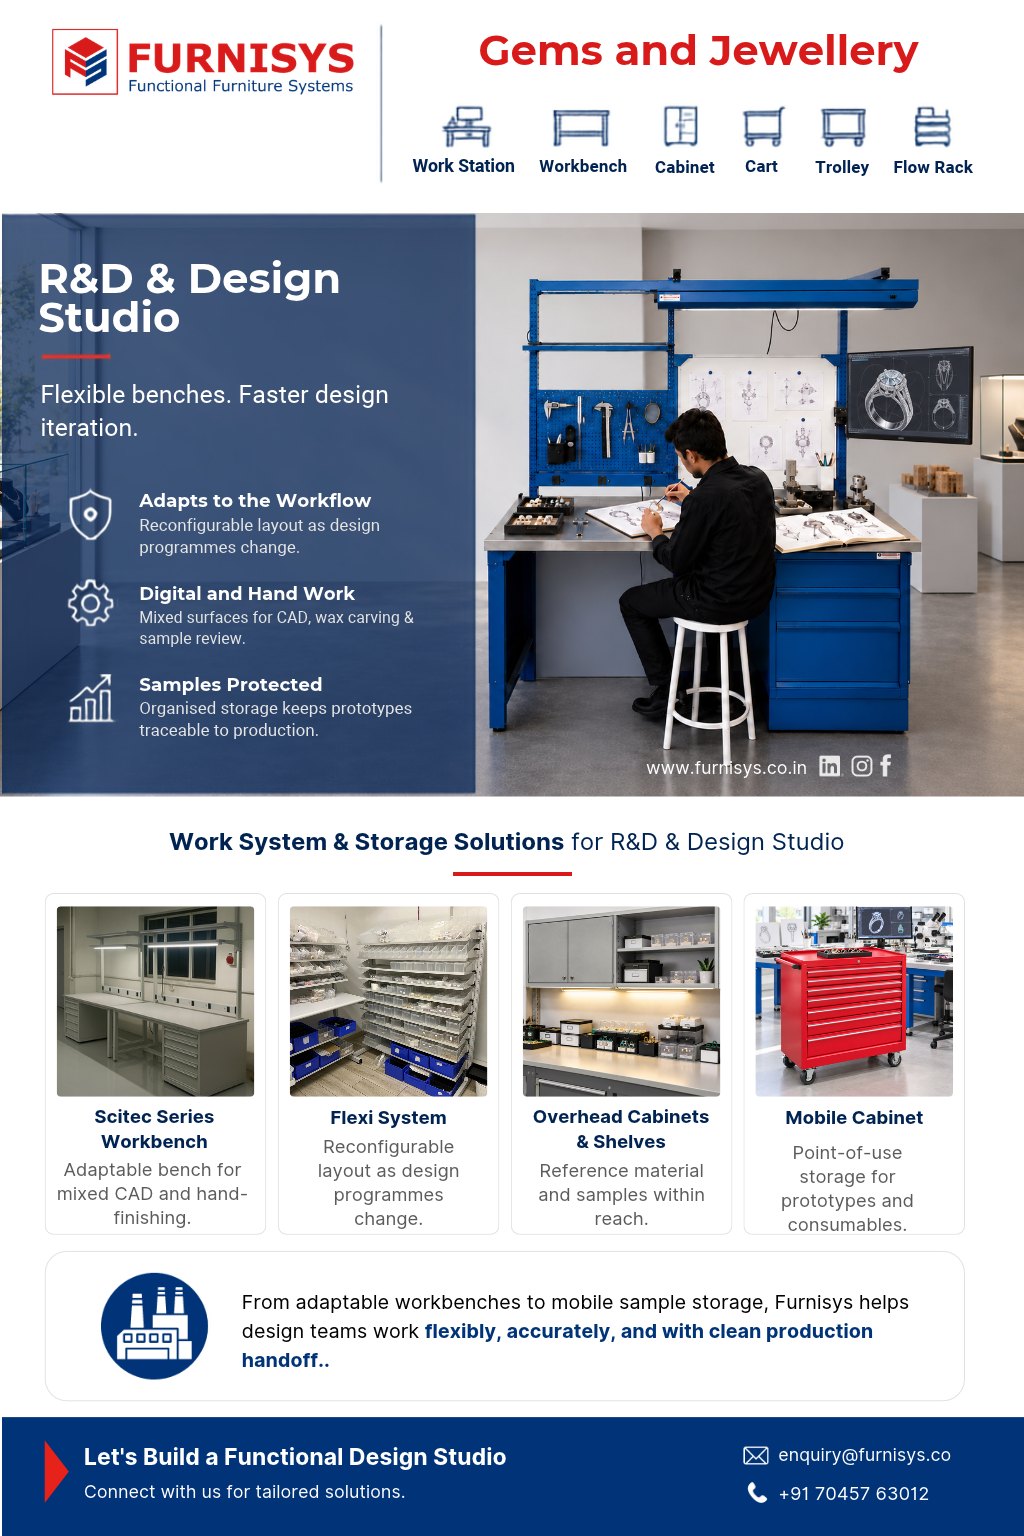 FURNISYS
Functional Furniture Systems
Gems and Jewellery
Work Station
Workbench
Cabinet
Cart
Trolley
Flow Rack
R&D & Design
Studio
Flexible benches. Faster design
iteration.
Adapts to the Workflow
Reconfigurable layout as design
programmes change.
Digital and Hand Work
Mixed surfaces for CAD, wax carving &
sample review.
Samples Protected
Organised storage keeps prototypes
traceable to production.
www.furnisys.co.in
Work System & Storage Solutions for R&D & Design Studio
Scitec Series
Workbench
Adaptable bench for
mixed CAD and hand-
finishing.
Flexi System
Reconfigurable
layout as design
programmes
change.
Overhead Cabinets
& Shelves
Reference material
and samples within
reach.
Mobile Cabinet
Point-of-use
storage for
prototypes and
consumables.
From adaptable workbenches to mobile sample storage, Furnisys helps
design teams work flexibly, accurately, and with clean production
handoff..
Let's Build a Functional Design Studio
Connect with us for tailored solutions.
enquiry@furnisys.co
+91 70457 63012